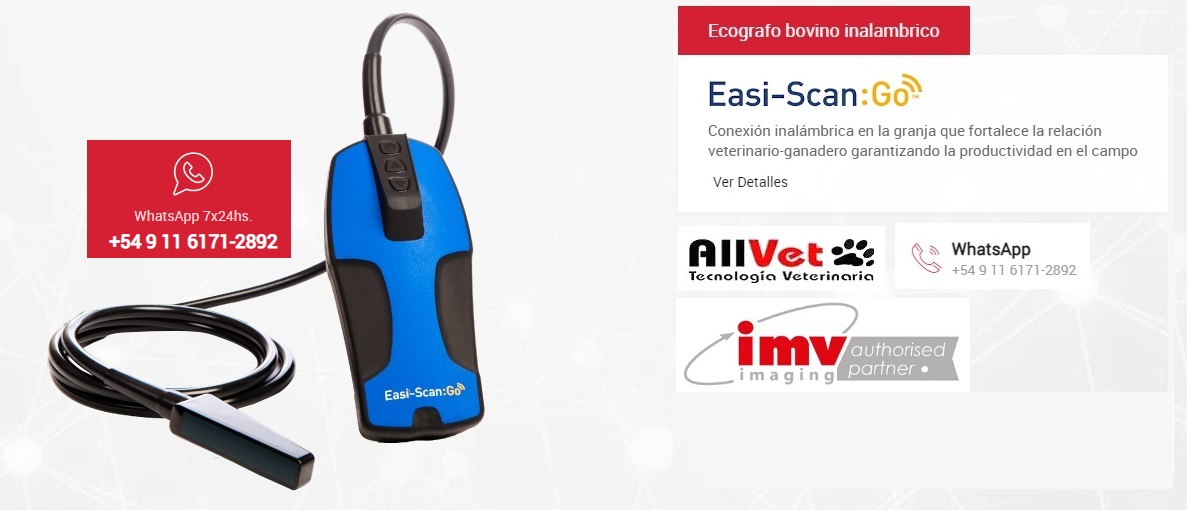 Ecografo bovino inalambrico
Easi-Scan:Go™
Conexión inalámbrica en la granja que fortalece la relación
veterinario-ganadero garantizando la productividad en el campo
Ver Detalles
WhatsApp 7x24hs.
+54 9 11 6171-2892
AllVet
Tecnología Veterinaria
WhatsApp
+54 9 11 6171-2892
imv
imaging
authorised
partner •
Easi-Scan:Go